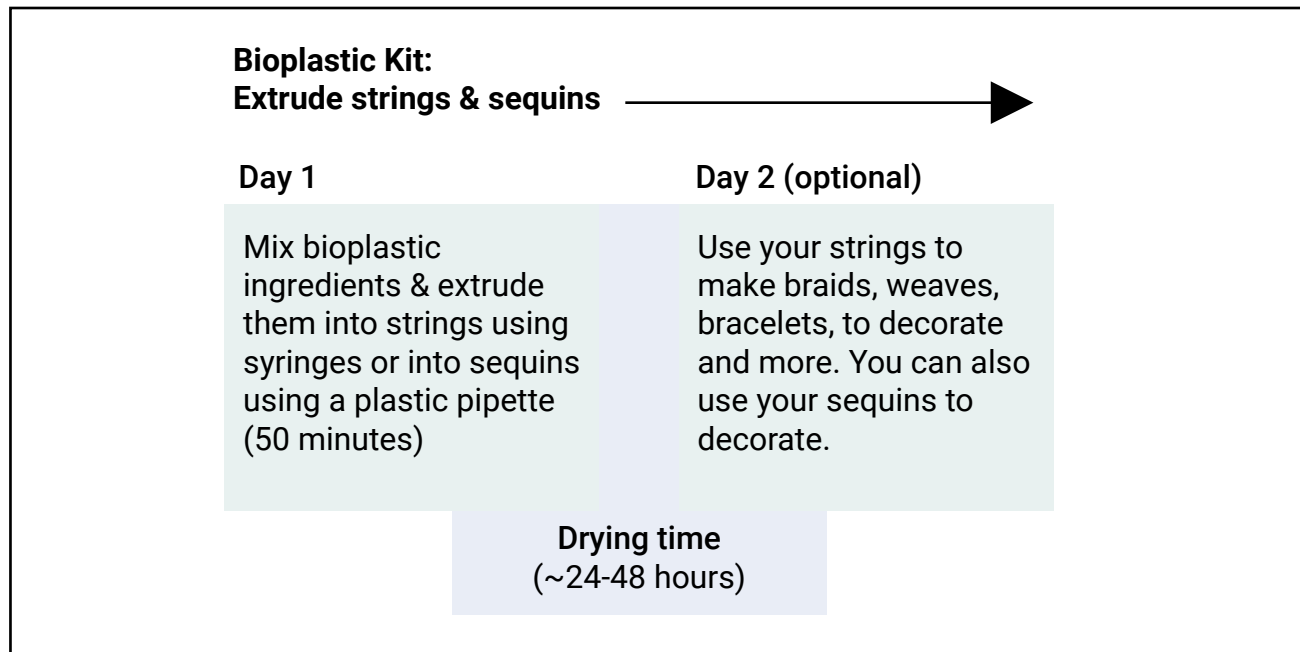 Bioplastic Kit:
Extrude strings & sequins
Day 1
Mix bioplastic
ingredients & extrude
them into strings using
syringes or into sequins
using a plastic pipette
(50 minutes)
Day 2 (optional)
Use your strings to
make braids, weaves,
bracelets, to decorate
and more. You can also
use your sequins to
decorate.
Drying time
(~24-48 hours)